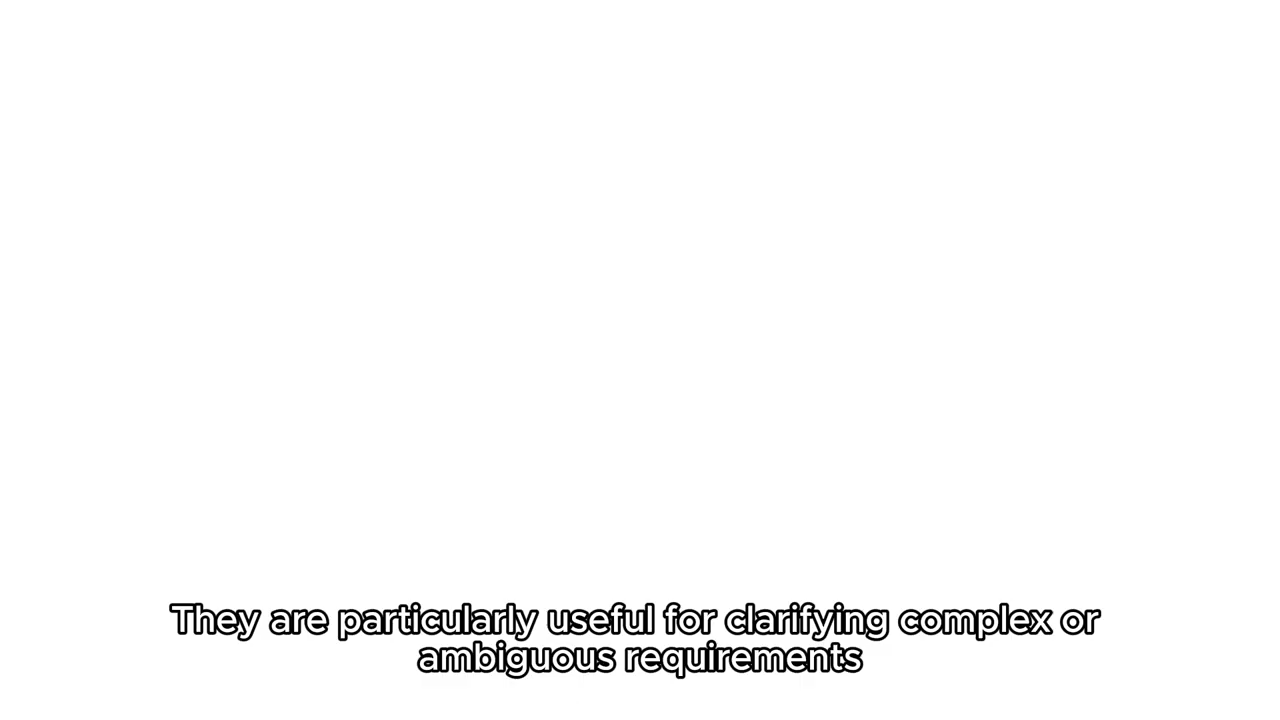 They are particularly useful for clarifying complex or
ambiguous requirements